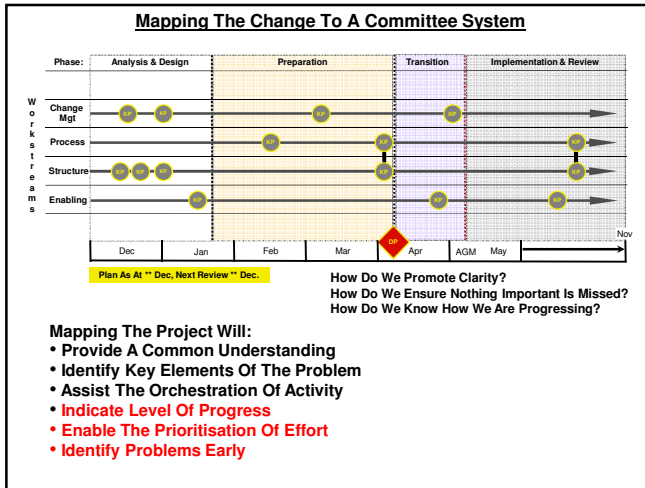 Mapping The Change To A Committee System
Phase: Analysis & Design Preparation Transition Implementation & Review
Workstreams
Change Mgt
KP KP KP KP
Process
KP KP KP
Structure
KP KP KP KP KP
Enabling
KP KP KP
DP
Nov
Dec Jan Feb Mar Apr AGM May
Plan As At ** Dec, Next Review ** Dec.
How Do We Promote Clarity?
How Do We Ensure Nothing Important Is Missed?
How Do We Know How We Are Progressing?
Mapping The Project Will:
• Provide A Common Understanding
• Identify Key Elements Of The Problem
• Assist The Orchestration Of Activity
• Indicate Level Of Progress
• Enable The Prioritisation Of Effort
• Identify Problems Early